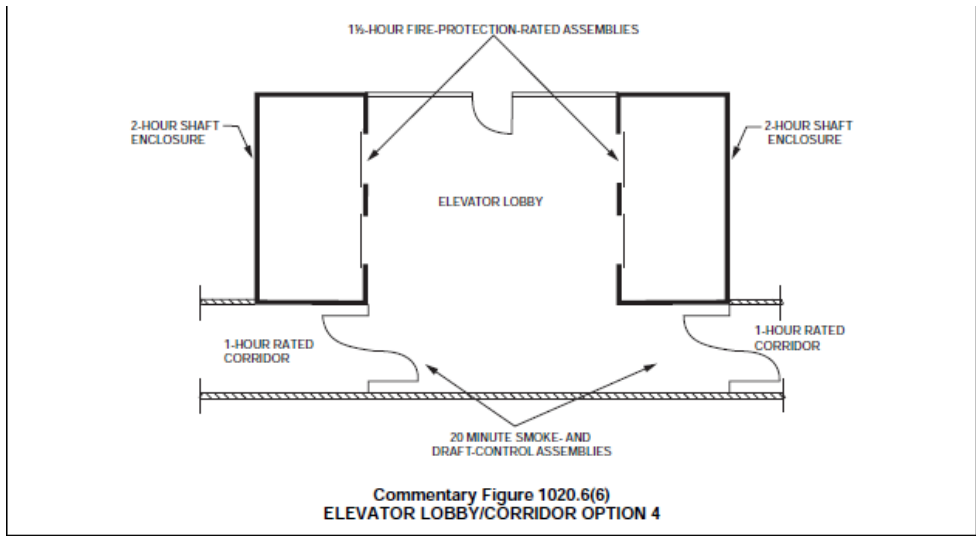 1½-HOUR FIRE-PROTECTION-RATED ASSEMBLIES
2-HOUR SHAFT
ENCLOSURE
2-HOUR SHAFT
ENCLOSURE
ELEVATOR LOBBY
1-HOUR RATED
CORRIDOR
1-HOUR RATED
CORRIDOR
20 MINUTE SMOKE- AND
DRAFT-CONTROL ASSEMBLIES
Commentary Figure 1020.6(6)
ELEVATOR LOBBY/CORRIDOR OPTION 4